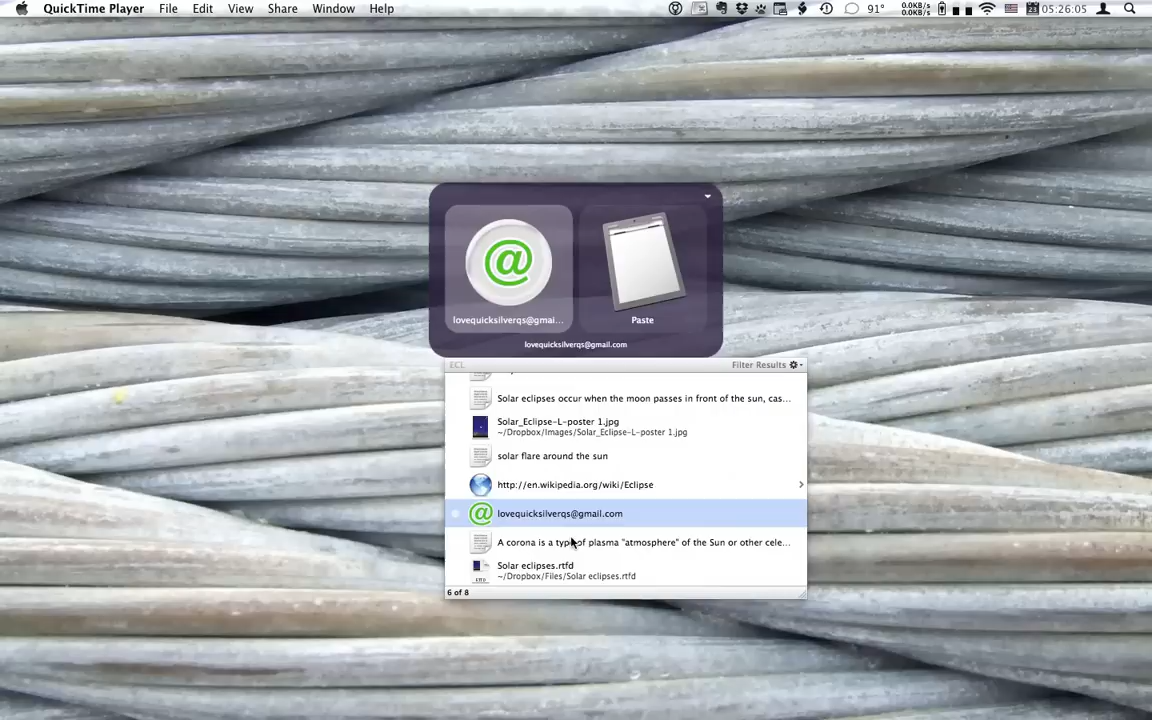 QuickTime Player File Edit View Share Window Help 91° 0.0KB/s 05:26:05
0.0KB/s
lovequicksilverqs@gmai... Paste
lovequicksilverqs@gmail.com
ECL Filter Results
Solar eclipses occur when the moon passes in front of the sun, cas...
Solar_Eclipse-L-poster 1.jpg
~/Dropbox/Images/Solar_Eclipse-L-poster 1.jpg
solar flare around the sun
http://en.wikipedia.org/wiki/Eclipse
lovequicksilverqs@gmail.com
A corona is a type of plasma "atmosphere" of the Sun or other cele...
Solar eclipses.rtfd
~/Dropbox/Files/Solar eclipses.rtfd
6 of 8